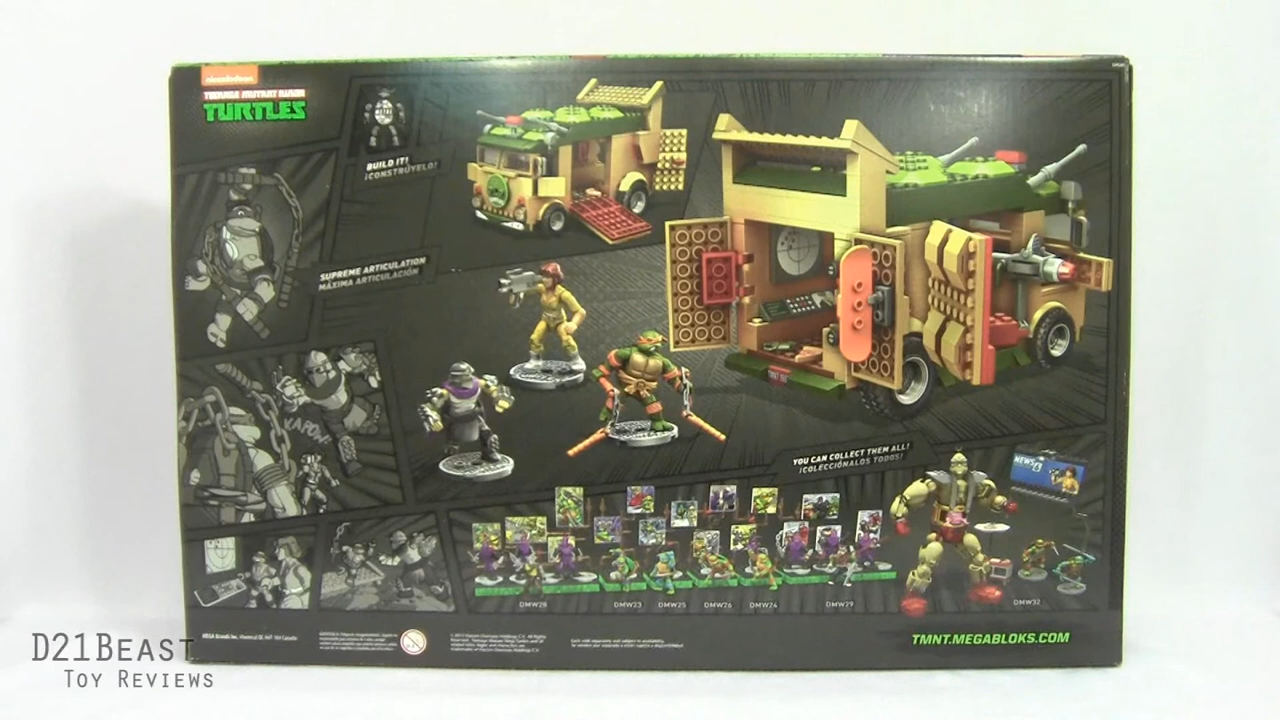 nickelodeon
TEENAGE MUTANT NINJA
TURTLES
BUILD IT!
¡CONSTRÚYELO!
SUPREME ARTICULATION
MÁXIMA ARTICULACIÓN
KAPOW!
YOU CAN COLLECT THEM ALL!
¡COLECCIÓNALOS TODOS!
NEWS
DMW28
DMW23
DMW25
DMW26
DMW24
DMW29
DMW32
TMNT.MEGABLOKS.COM
D21BEAST
TOY REVIEWS